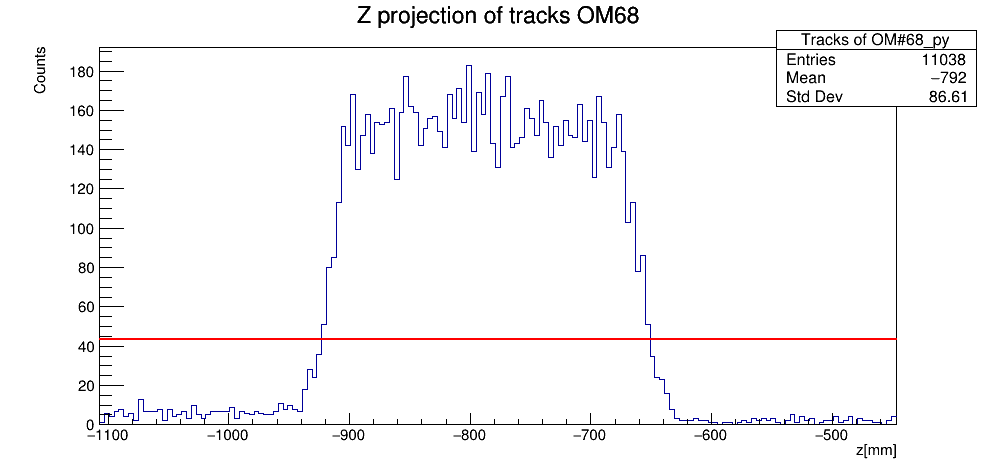 Z projection of tracks OM68
Tracks of OM#68_py
Entries 11038
Mean −792
Std Dev 86.61
Counts
180
160
140
120
100
80
60
40
20
0
−1100 −1000 −900 −800 −700 −600 −500
z[mm]